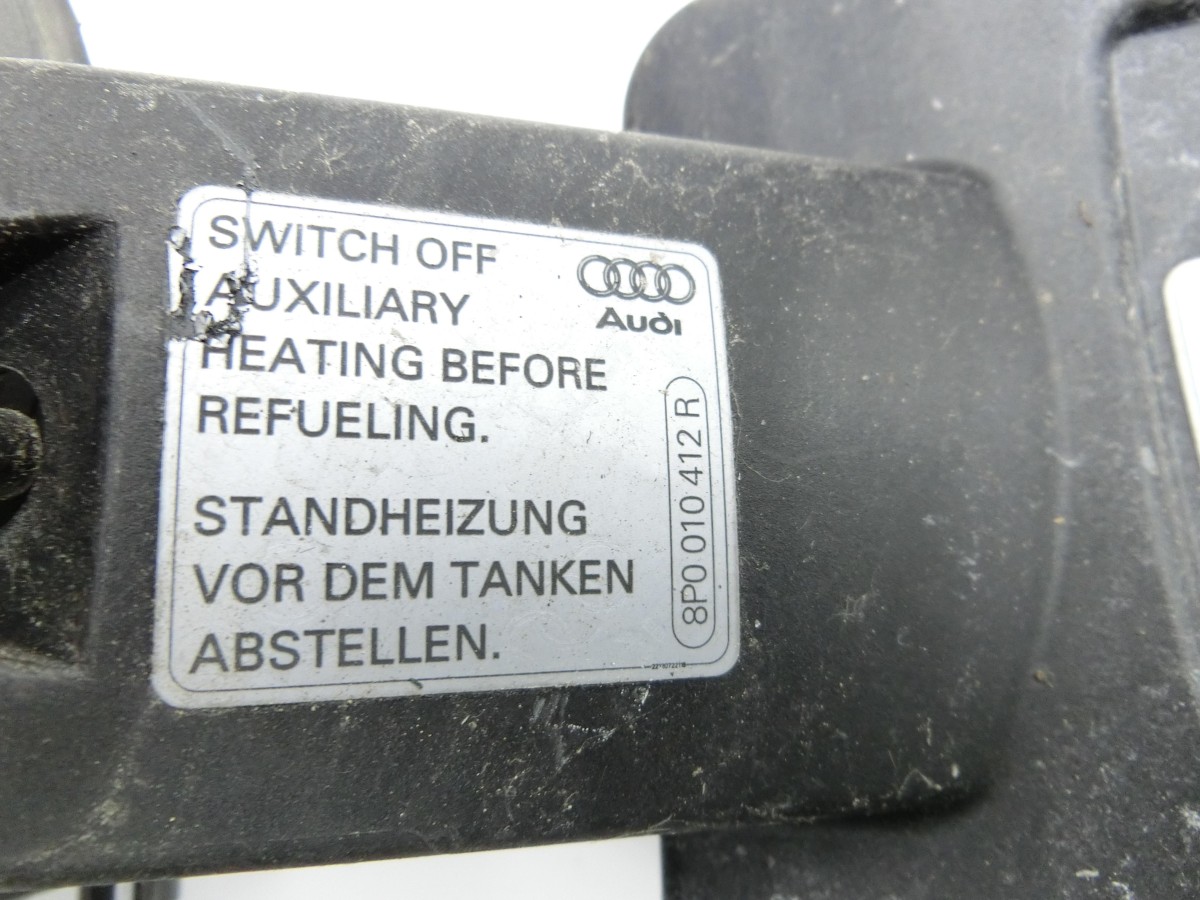 SWITCH OFF
AUXILIARY
HEATING BEFORE
REFUELING.
Audi
STANDHEIZUNG
VOR DEM TANKEN
ABSTELLEN.
8P0 010 412 R